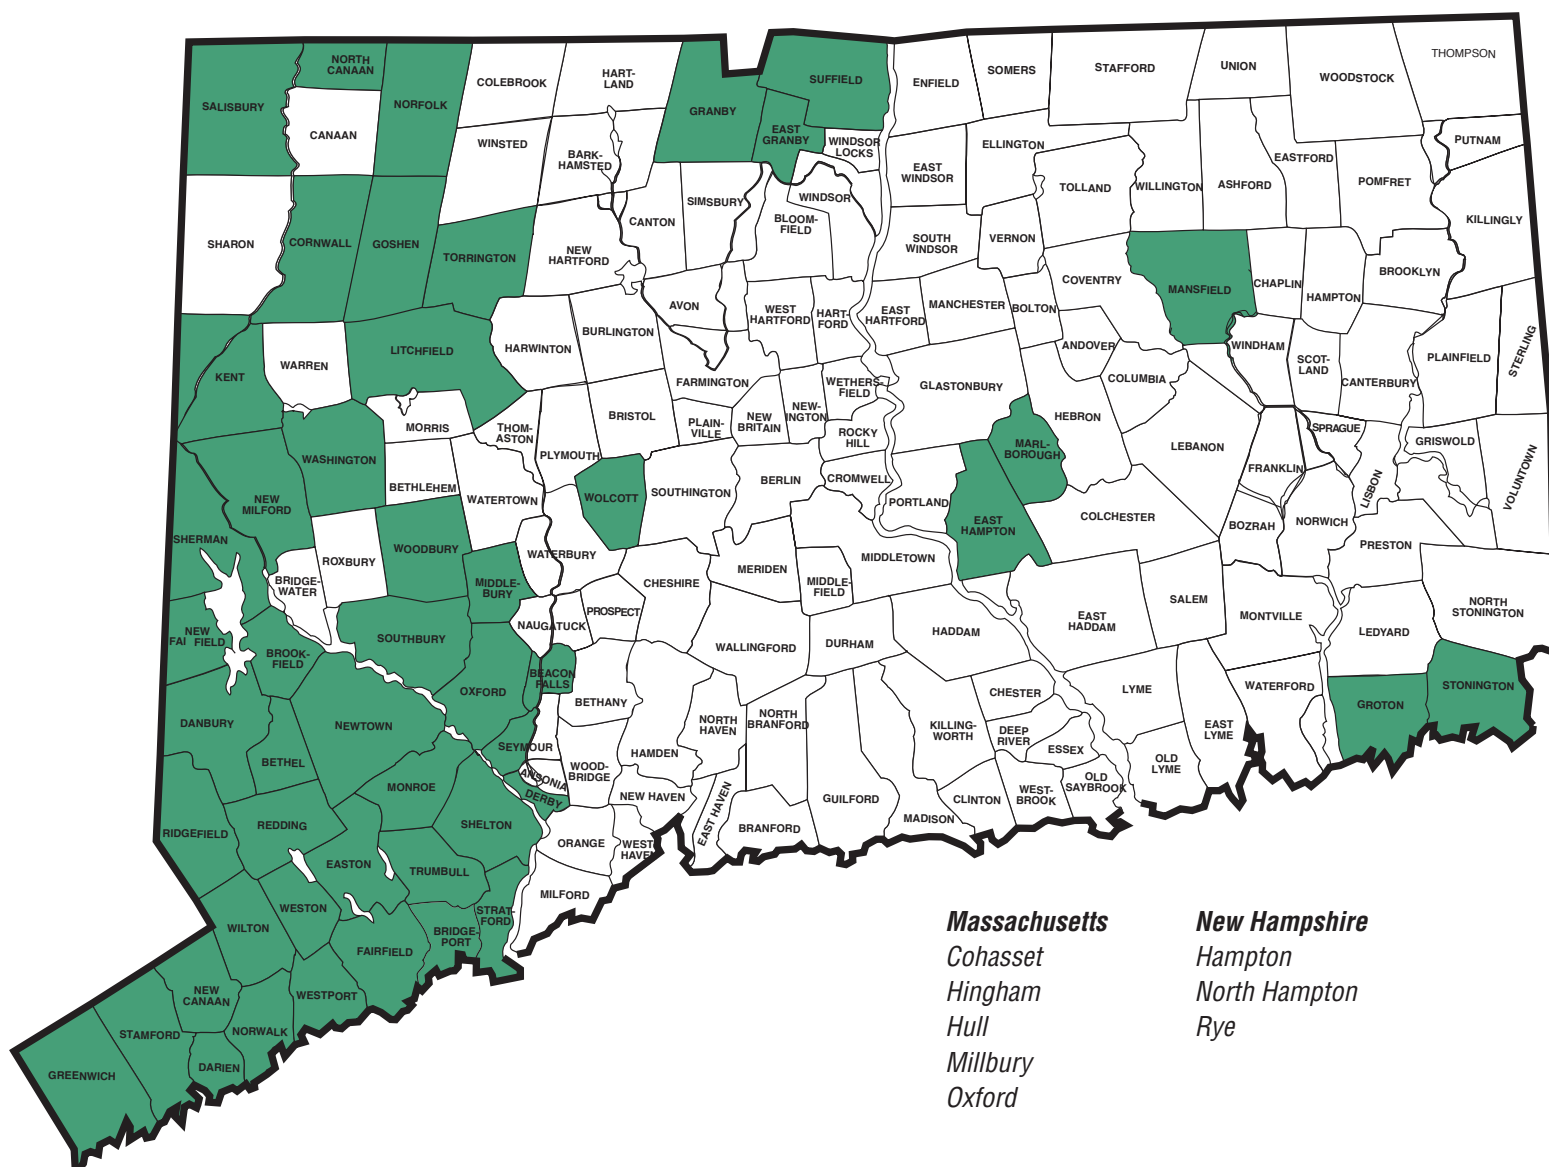 NORTH
CANAAN
SALISBURY
NORFOLK
CANAAN
COLEBROOK
HART-
LAND
WINSTED
BARK-
HAMSTED
GRANBY
SUFFIELD
EAST
GRANBY
WINDSOR
LOCKS
ENFIELD
SOMERS
STAFFORD
UNION
WOODSTOCK
THOMPSON
PUTNAM
EAST
WINDSOR
ELLINGTON
TOLLAND
WILLINGTON
ASHFORD
EASTFORD
POMFRET
KILLINGLY
SHARON
CORNWALL
GOSHEN
TORRINGTON
NEW
HARTFORD
CANTON
SIMSBURY
BLOOM-
FIELD
WINDSOR
SOUTH
WINDSOR
VERNON
COVENTRY
MANSFIELD
CHAPLIN
HAMPTON
BROOKLYN
KENT
WARREN
LITCHFIELD
HARWINTON
BURLINGTON
AVON
WEST
HARTFORD
HART-
FORD
EAST
HARTFORD
MANCHESTER
BOLTON
ANDOVER
COLUMBIA
WINDHAM
SCOT-
LAND
CANTERBURY
PLAINFIELD
STERLING
MORRIS
THOM-
ASTON
BRISTOL
FARMINGTON
PLAIN-
VILLE
NEW
BRITAIN
NEW-
INGTON
WETHERS-
FIELD
ROCKY
HILL
GLASTONBURY
HEBRON
MARL-
BOROUGH
LEBANON
FRANKLIN
SPRAGUE
LISBON
GRISWOLD
VOLUNTOWN
WASHINGTON
BETHLEHEM
WATERTOWN
PLYMOUTH
WOLCOTT
SOUTHINGTON
BERLIN
CROMWELL
PORTLAND
EAST
HAMPTON
COLCHESTER
BOZRAH
NORWICH
PRESTON
NEW
MILFORD
SHERMAN
ROXBURY
WOODBURY
BRIDGE-
WATER
MIDDLE-
BURY
WATERBURY
CHESHIRE
MERIDEN
MIDDLE-
FIELD
MIDDLETOWN
NEW
FAI FIELD
BROOK-
FIELD
SOUTHBURY
NAUGATUCK
PROSPECT
WALLINGFORD
DURHAM
HADDAM
EAST
HADDAM
SALEM
MONTVILLE
LEDYARD
NORTH
STONINGTON
DANBURY
BETHEL
NEWTOWN
OXFORD
BEACON
FALLS
BETHANY
SEYMOUR
ANSONIA
DERBY
WOOD-
BRIDGE
HAMDEN
NORTH
HAVEN
NORTH
BRANFORD
KILLING-
WORTH
CHESTER
DEEP
RIVER
ESSEX
LYME
OLD
LYME
EAST
LYME
WATERFORD
GROTON
STONINGTON
RIDGEFIELD
REDDING
MONROE
SHELTON
EASTON
TRUMBULL
ORANGE
NEW HAVEN
WEST
HAVEN
EAST HAVEN
BRANFORD
GUILFORD
MADISON
CLINTON
WEST-
BROOK
OLD
SAYBROOK
WILTON
WESTON
FAIRFIELD
BRIDGE-
PORT
STRAT-
FORD
MILFORD
NEW
CANAAN
WESTPORT
NORWALK
STAMFORD
DARIEN
GREENWICH
Massachusetts
Cohasset
Hingham
Hull
Millbury
Oxford
New Hampshire
Hampton
North Hampton
Rye